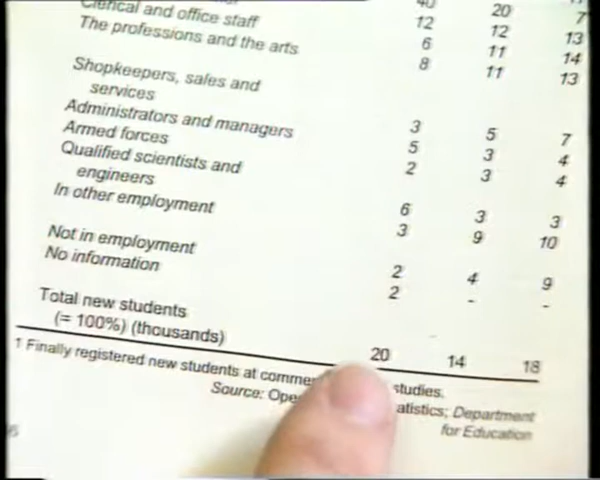 20 7
12 12 13
Clerical and office staff 6 11 14
The professions and the arts 8 11 13
Shopkeepers, sales and
services 3 5 7
Administrators and managers 5 3 4
Armed forces 2 3 4
Qualified scientists and
engineers 6 3 3
In other employment 3 9 10
Not in employment 2 4 9
No information 2 - -
Total new students
(= 100%) (thousands) 20 14 18
1 Finally registered new students at studies.
Source: Department
for Education